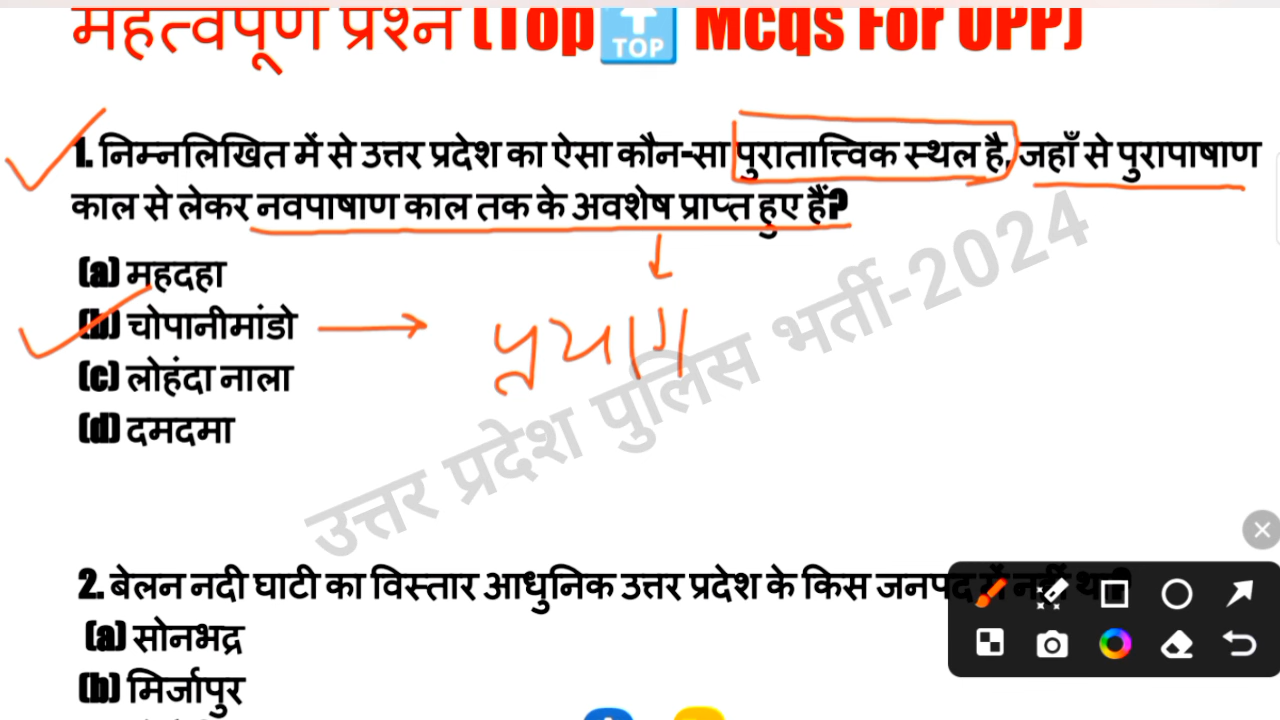 महत्वपूर्ण प्रश्न (Top TOP Mcqs For UPP)
1. निम्नलिखित में से उत्तर प्रदेश का ऐसा कौन-सा पुरातात्त्विक स्थल है, जहाँ से पुरापाषाण
काल से लेकर नवपाषाण काल तक के अवशेष प्राप्त हुए हैं?
(a) महदहा
(b) चोपानीमांडो
प्रयाग
(c) लोहंदा नाला
(d) दमदमा
उत्तर प्रदेश पुलिस भर्ती-2024
2. बेलन नदी घाटी का विस्तार आधुनिक उत्तर प्रदेश के किस जनपद में नहीं था?
(a) सोनभद्र
(b) मिर्जापुर